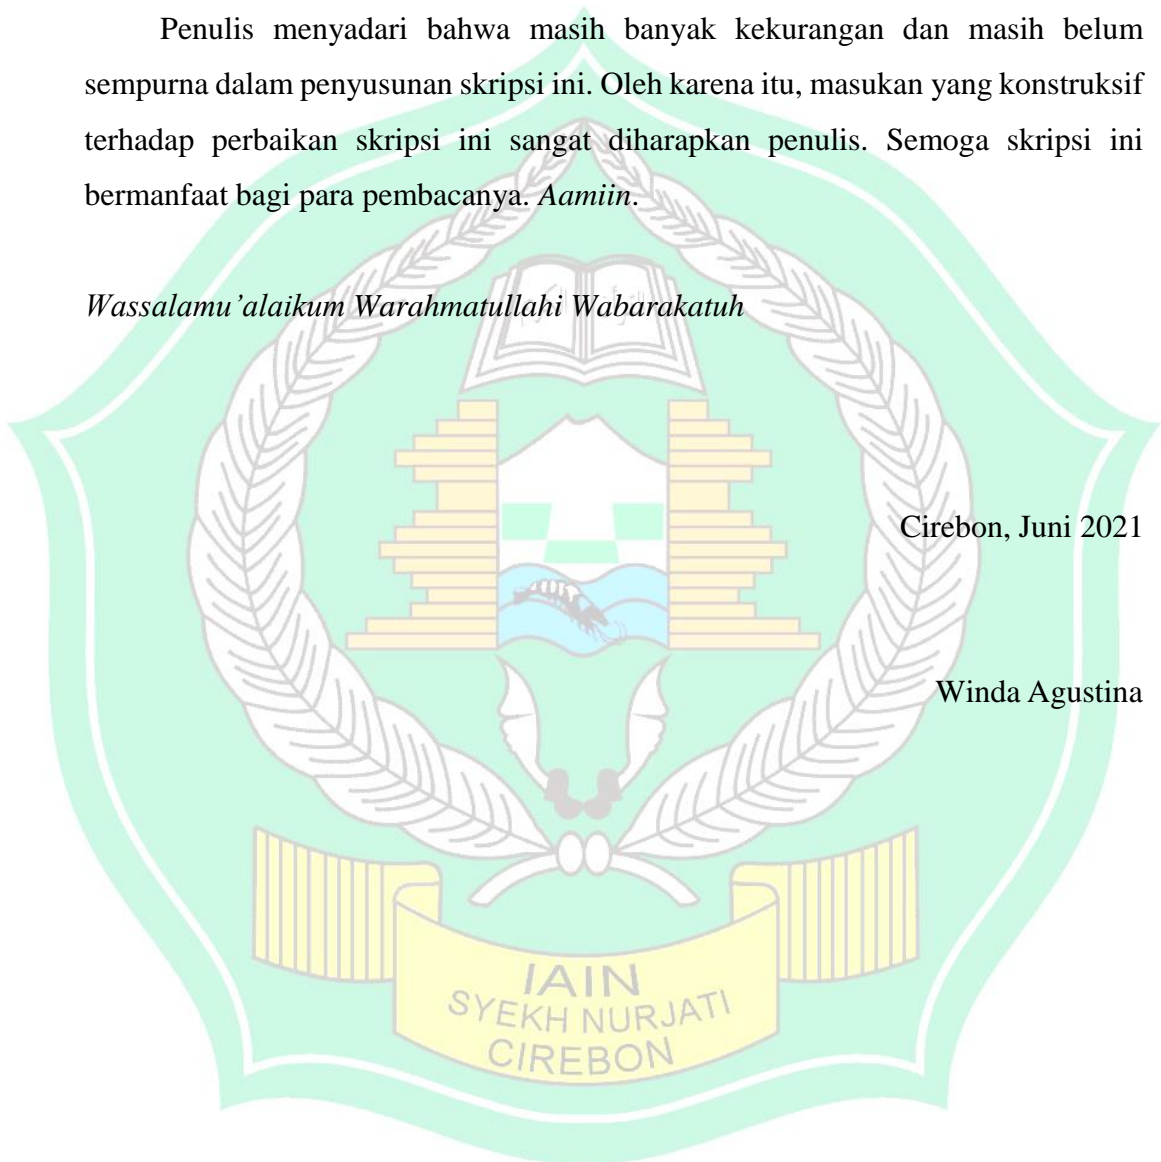 Penulis menyadari bahwa masih banyak kekurangan dan masih belum
sempurna dalam penyusunan skripsi ini. Oleh karena itu, masukan yang konstruksif
terhadap perbaikan skripsi ini sangat diharapkan penulis. Semoga skripsi ini
bermanfaat bagi para pembacanya. Aamiin.
Wassalamu’alaikum Warahmatullahi Wabarakatuh
Cirebon, Juni 2021
Winda Agustina
IAIN
SYEKH NURJATI
CIREBON